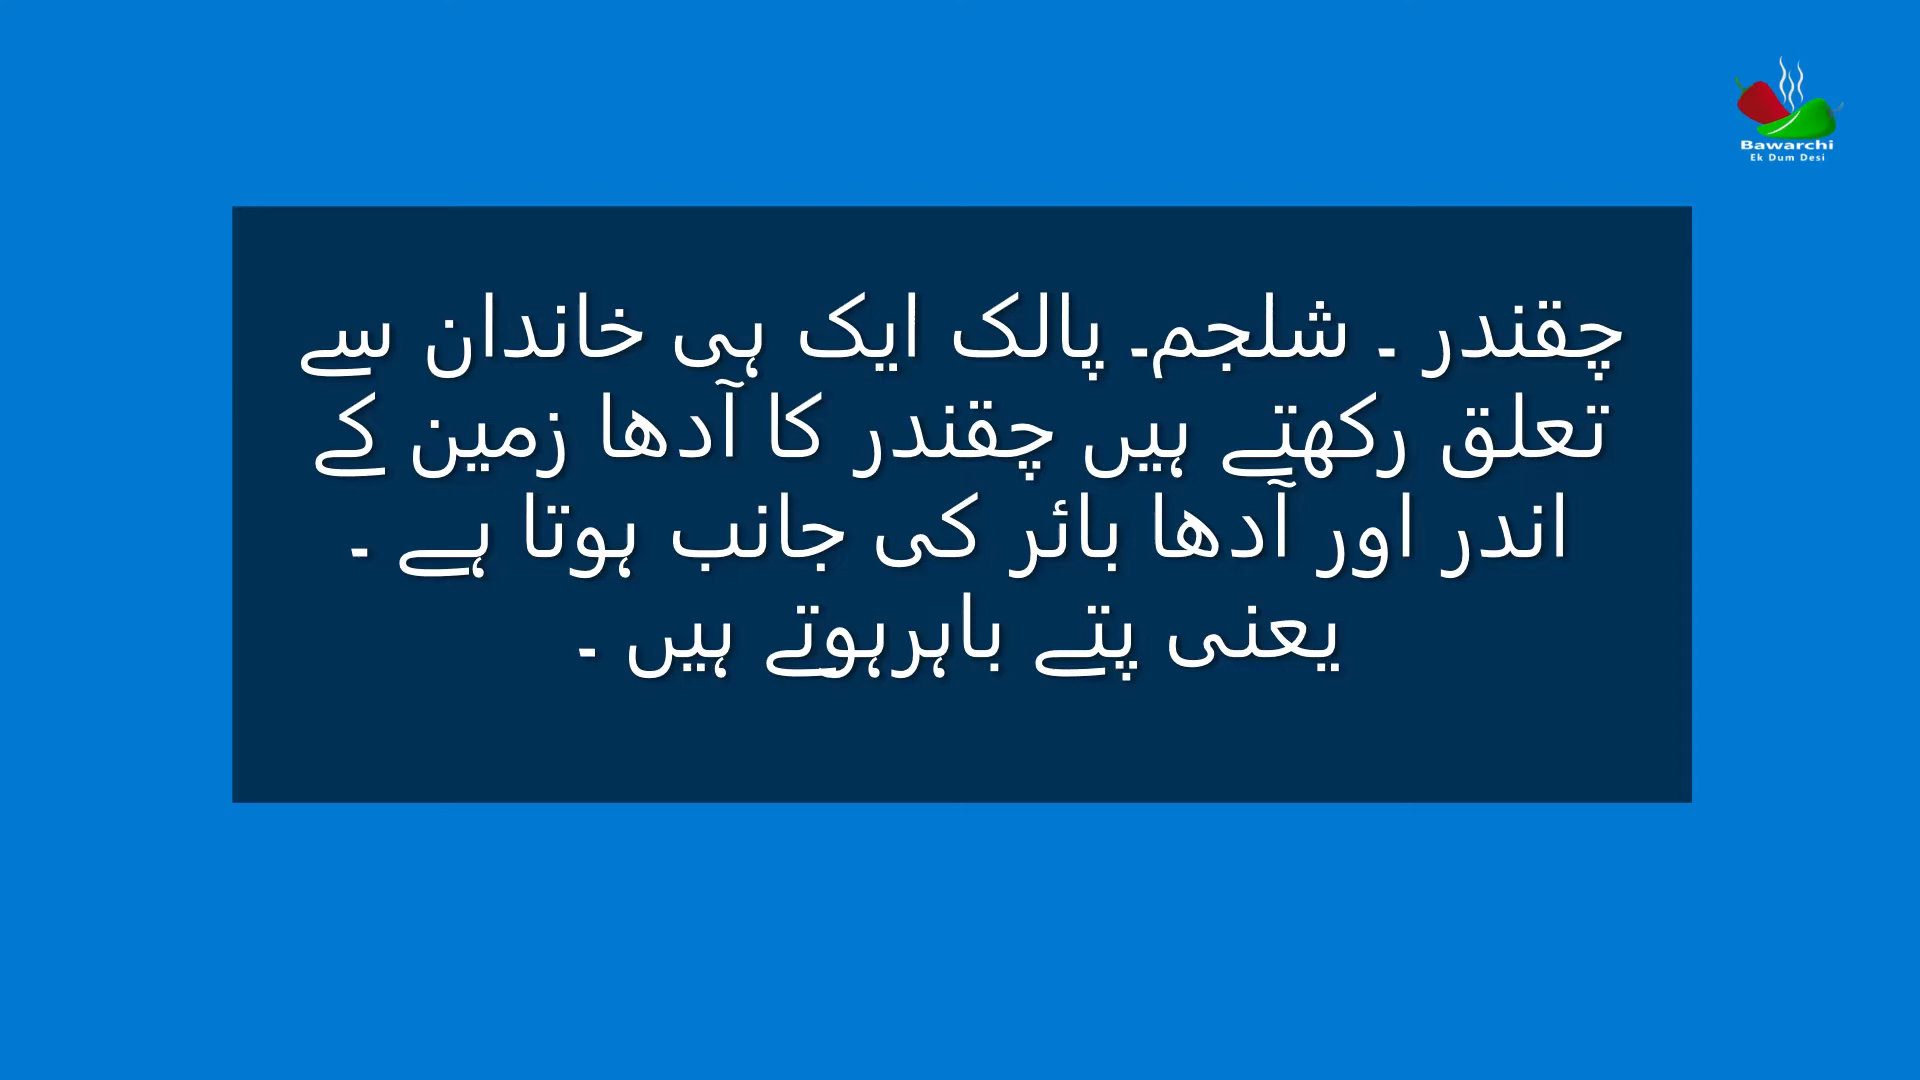 Bawarchi
Ek Dum Desi
چقندر ۔ شلجم۔ پالک ایک ہی خاندان سے
تعلق رکھتے ہیں چقندر کا آدھا زمین کے
اندر اور آدھا بائر کی جانب ہوتا ہے ۔
یعنی پتے باہرہوتے ہیں ۔